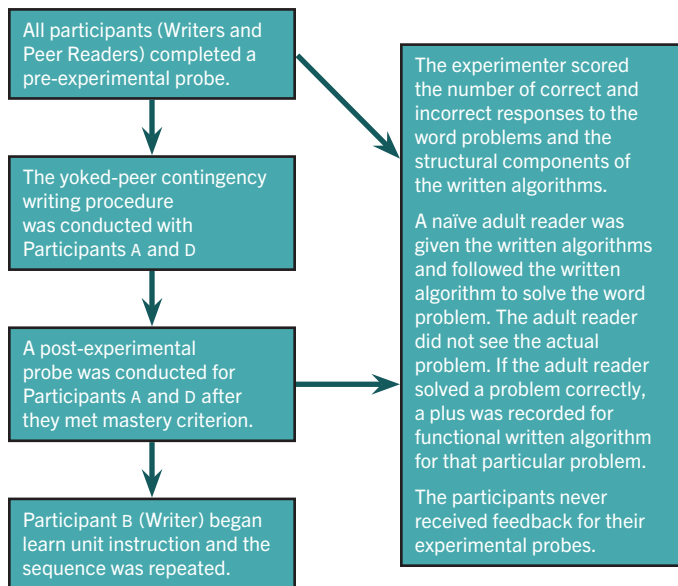 All participants (Writers and
Peer Readers) completed a
pre-experimental probe.
The yoked-peer contingency
writing procedure
was conducted with
Participants A and D
A post-experimental
probe was conducted for
Participants A and D after
they met mastery criterion.
Participant B (Writer) began
learn unit instruction and the
sequence was repeated.
The experimenter scored
the number of correct and
incorrect responses to the
word problems and the
structural components of
the written algorithms.
A naïve adult reader was
given the written algorithms
and followed the written
algorithm to solve the word
problem. The adult reader
did not see the actual
problem. If the adult reader
solved a problem correctly,
a plus was recorded for
functional written algorithm
for that particular problem.
The participants never
received feedback for their
experimental probes.